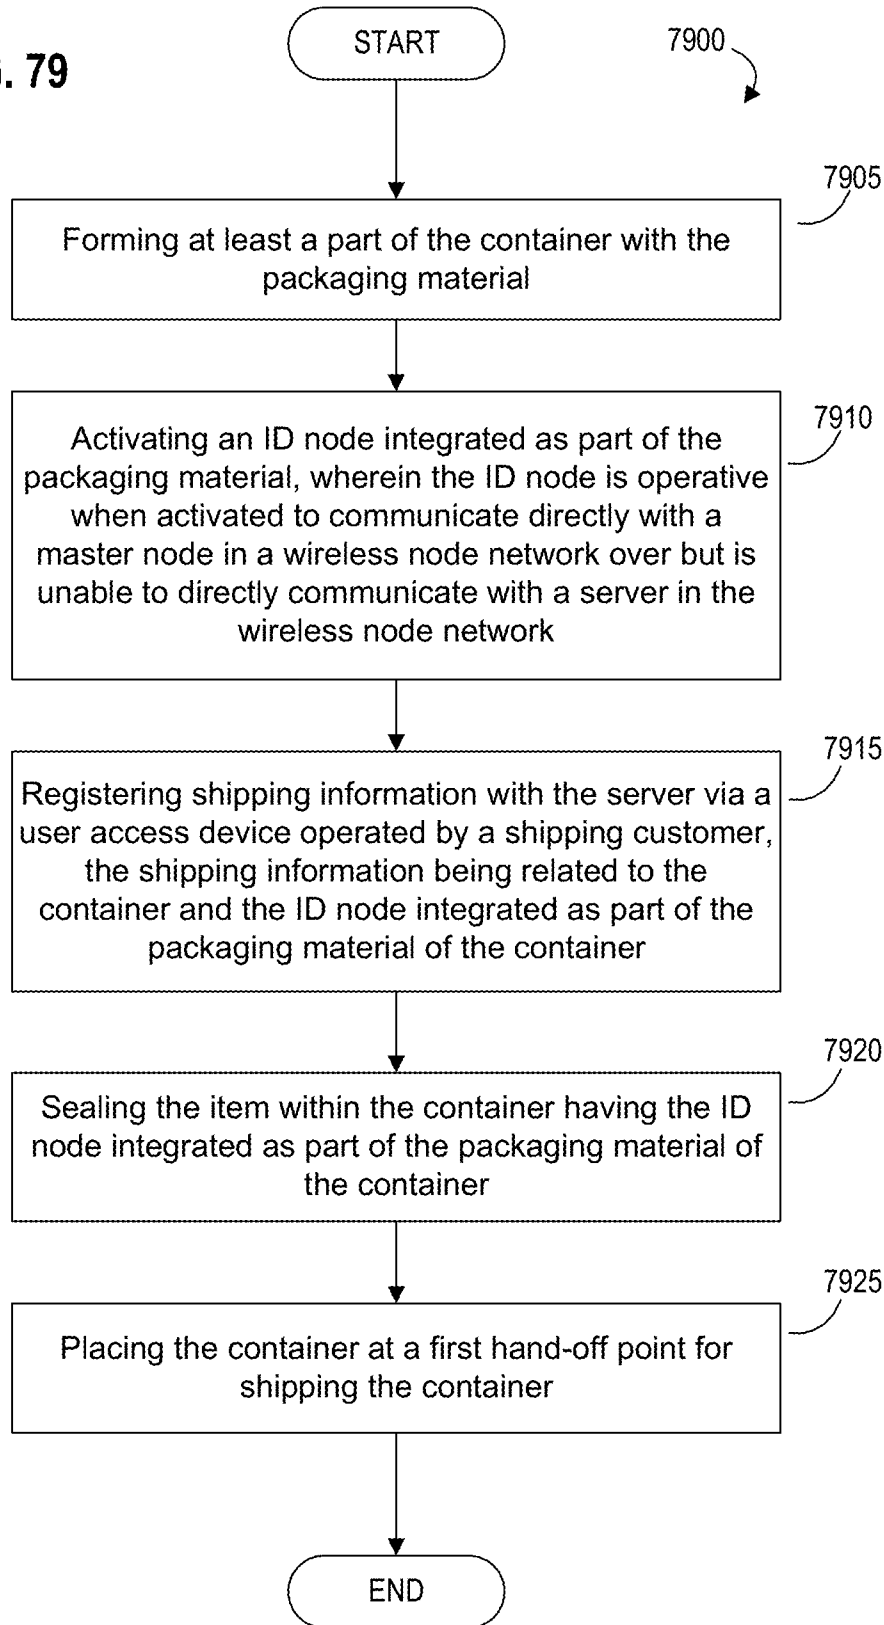 START
7900
. 79
7905
Forming at least a part of the container with the
packaging material
7910
Activating an ID node integrated as part of the
packaging material, wherein the ID node is operative
when activated to communicate directly with a
master node in a wireless node network over but is
unable to directly communicate with a server in the
wireless node network
7915
Registering shipping information with the server via a
user access device operated by a shipping customer,
the shipping information being related to the
container and the ID node integrated as part of the
packaging material of the container
7920
Sealing the item within the container having the ID
node integrated as part of the packaging material of
the container
7925
Placing the container at a first hand-off point for
shipping the container
END